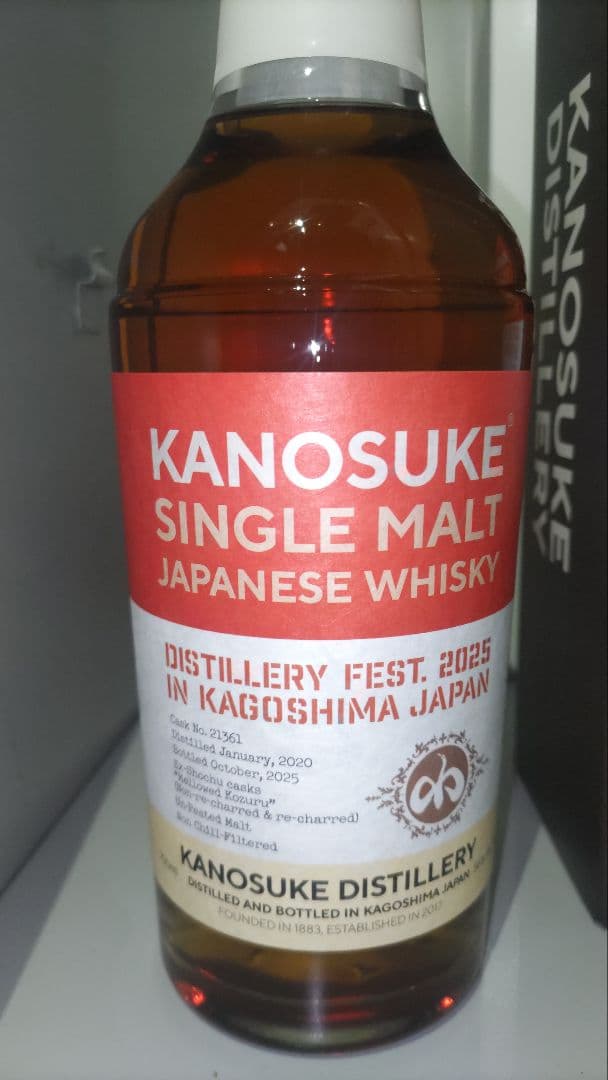 KANOSUKE®
SINGLE MALT
JAPANESE WHISKY
DISTILLERY FEST. 2025
IN KAGOSHIMA JAPAN
Cask No. 21361
Distilled January, 2020
Bottled October, 2025
Ex-Shochu casks
"Mellowed Kozuru"
(Non-re-charred & re-charred)
Un-Peated Malt
Non Chill-Filtered
KANOSUKE DISTILLERY
DISTILLED AND BOTTLED IN KAGOSHIMA JAPAN
FOUNDED IN 1883, ESTABLISHED IN 2017
KANOSUKE
DISTILLERY